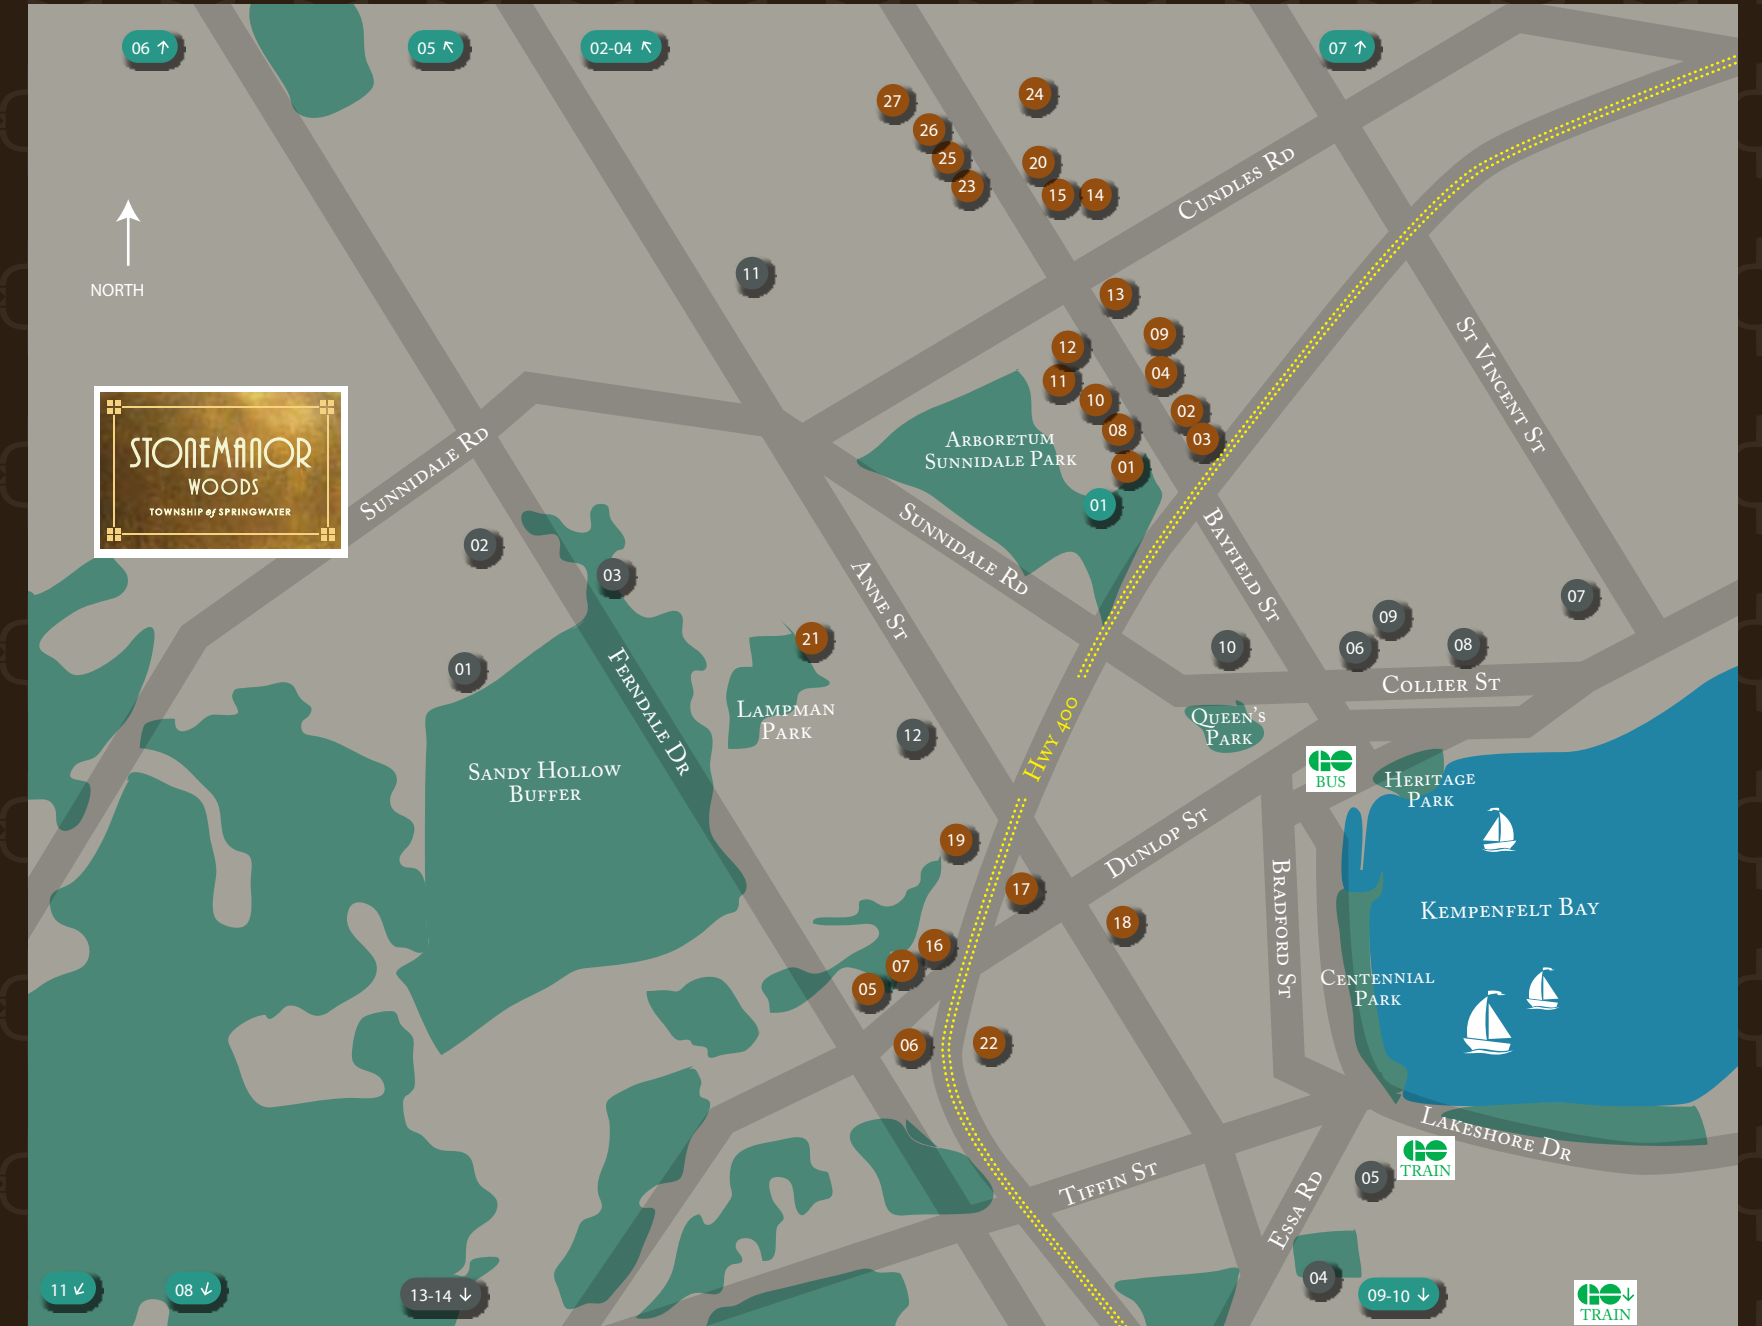 06 ↑
05 ↖
02-04 ↖
07 ↑
27
24
26
25
20
23
15
14
CUNDLES RD
NORTH
11
13
09
12
04
11
10
02
08
03
ST VINCENT ST
STONEMANOR
WOODS
TOWNSHIP of SPRINGWATER
SUNNIDALE RD
ARBORETUM
SUNNIDALE PARK
01
01
SUNNIDALE RD
BAYFIELD ST
02
03
ANNE ST
07
09
10
06
08
21
01
FERNDALE DR
COLLIER ST
LAMPMAN
PARK
QUEEN'S
PARK
12
HWY 400
SANDY HOLLOW
BUFFER
GO
BUS
HERITAGE
PARK
19
DUNLOP ST
17
18
BRADFORD ST
KEMPENFELT BAY
16
07
05
CENTENNIAL
PARK
06
22
LAKESHORE DR
GO
TRAIN
TIFFIN ST
05
ESSA RD
04
11 ↙
08 ↙
13-14 ↓
09-10 ↓
GO↓
TRAIN